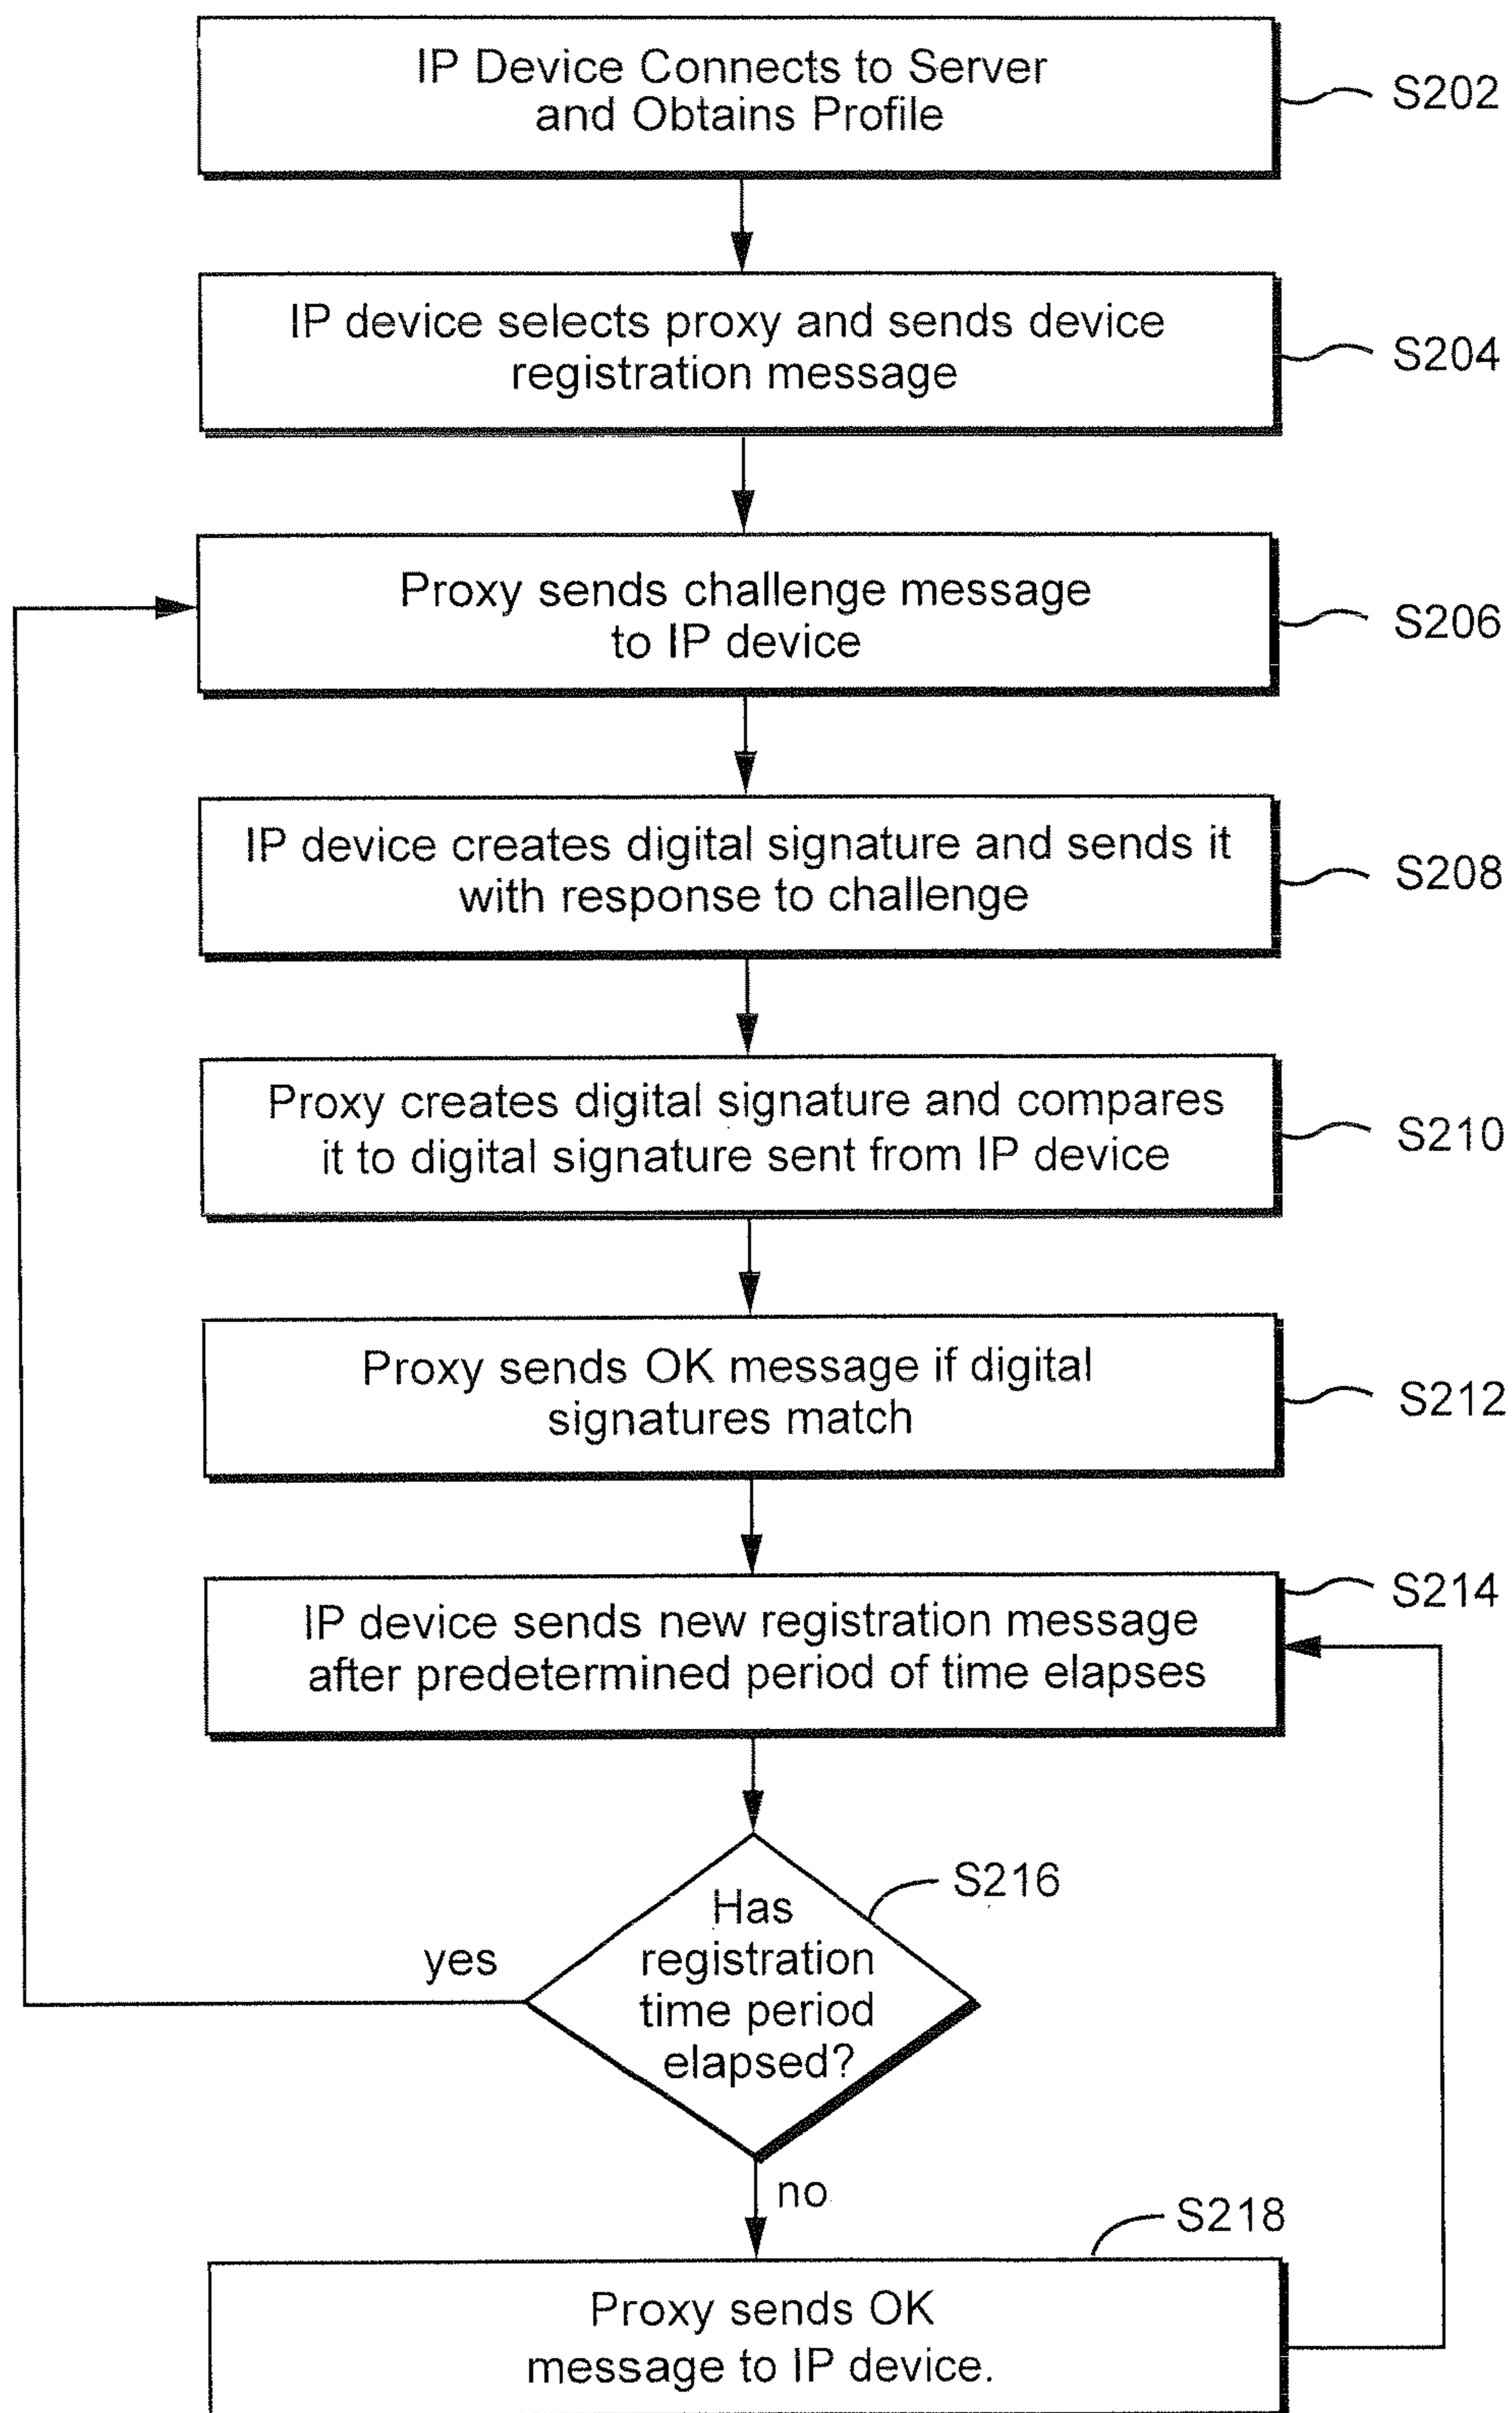 IP Device Connects to Server
and Obtains Profile
S202
IP device selects proxy and sends device
registration message
S204
Proxy sends challenge message
to IP device
S206
IP device creates digital signature and sends it
with response to challenge
S208
Proxy creates digital signature and compares
it to digital signature sent from IP device
S210
Proxy sends OK message if digital
signatures match
S212
IP device sends new registration message
after predetermined period of time elapses
S214
Has
registration
time period
elapsed?
S216
yes
no
S218
Proxy sends OK
message to IP device.